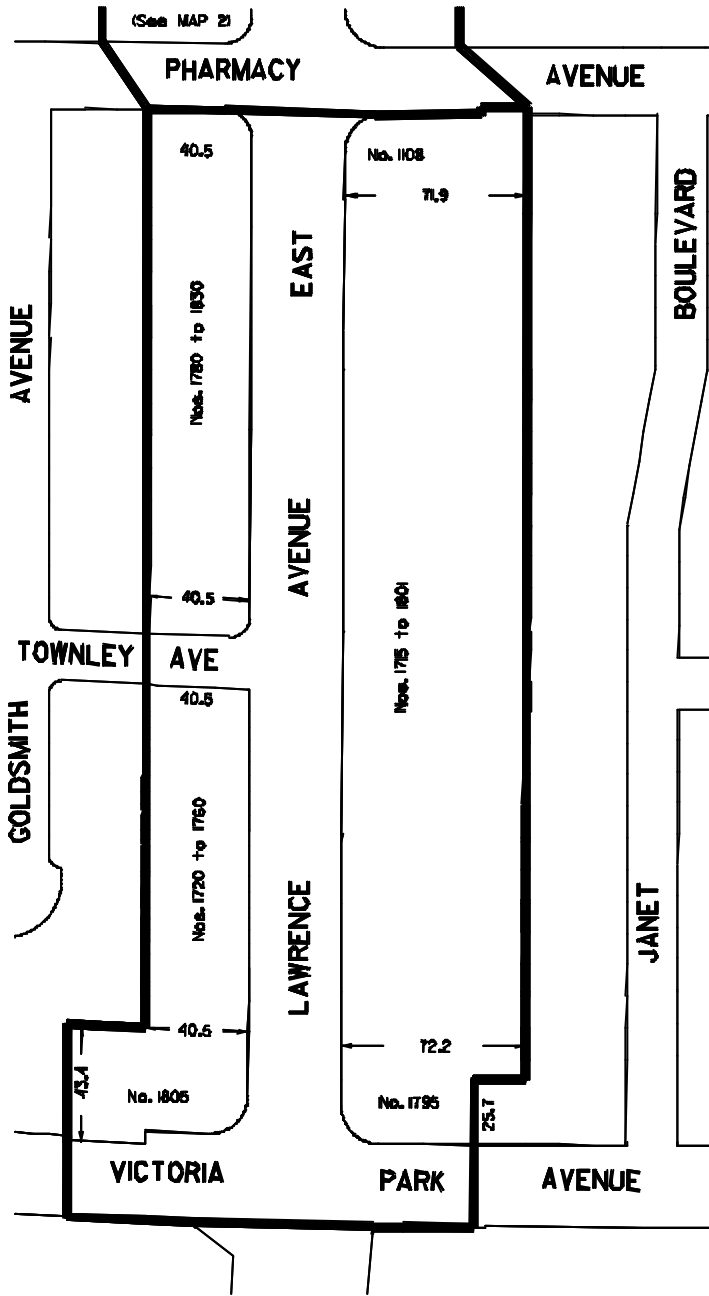 (See MAP 2)
PHARMACY AVENUE
40.5
No. 1108
71.9
BOULEVARD
EAST
AVENUE
Nos. 1780 to 1830
AVENUE
40.5
Nos. 1715 to 1801
TOWNLEY AVE
40.5
GOLDSMITH
Nos. 1720 to 1760
LAWRENCE
JANET
40.5
72.2
43.4
No. 1805
No. 1795
25.7
VICTORIA PARK AVENUE